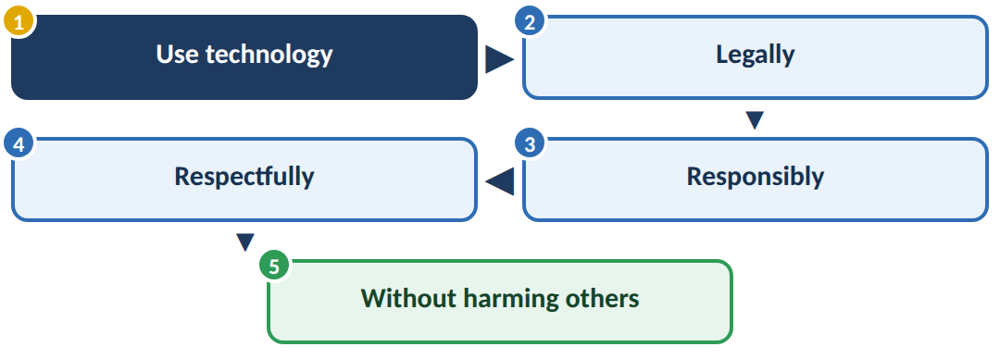 1
Use technology
2
Legally
3
Responsibly
4
Respectfully
5
Without harming others